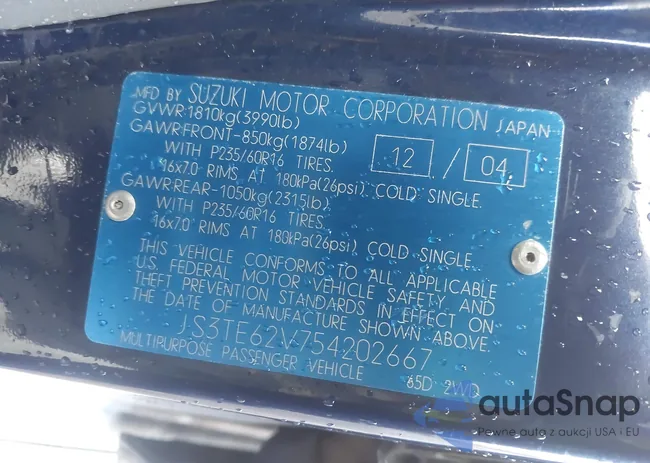 MFD BY SUZUKI MOTOR CORPORATION JAPAN
GVWR:1810kg(3990lb)
GAWR:FRONT-850kg(1874lb) 12 / 04
WITH P235/60R16 TIRES.
16x7.0 RIMS AT 180kPa(26psi) COLD SINGLE.
GAWR:REAR-1050kg(2315lb)
WITH P235/60R16 TIRES
16x7.0 RIMS AT 180kPa(26psi) COLD SINGLE.
THIS VEHICLE CONFORMS TO ALL APPLICABLE
U.S. FEDERAL MOTOR VEHICLE SAFETY AND
THEFT PREVENTION STANDARDS IN EFFECT ON
THE DATE OF MANUFACTURE SHOWN ABOVE.
JS3TE62V754202667
MULTIPURPOSE PASSENGER VEHICLE 65D 2WD
autaSnap
Pewne auto z aukcji USA i EU